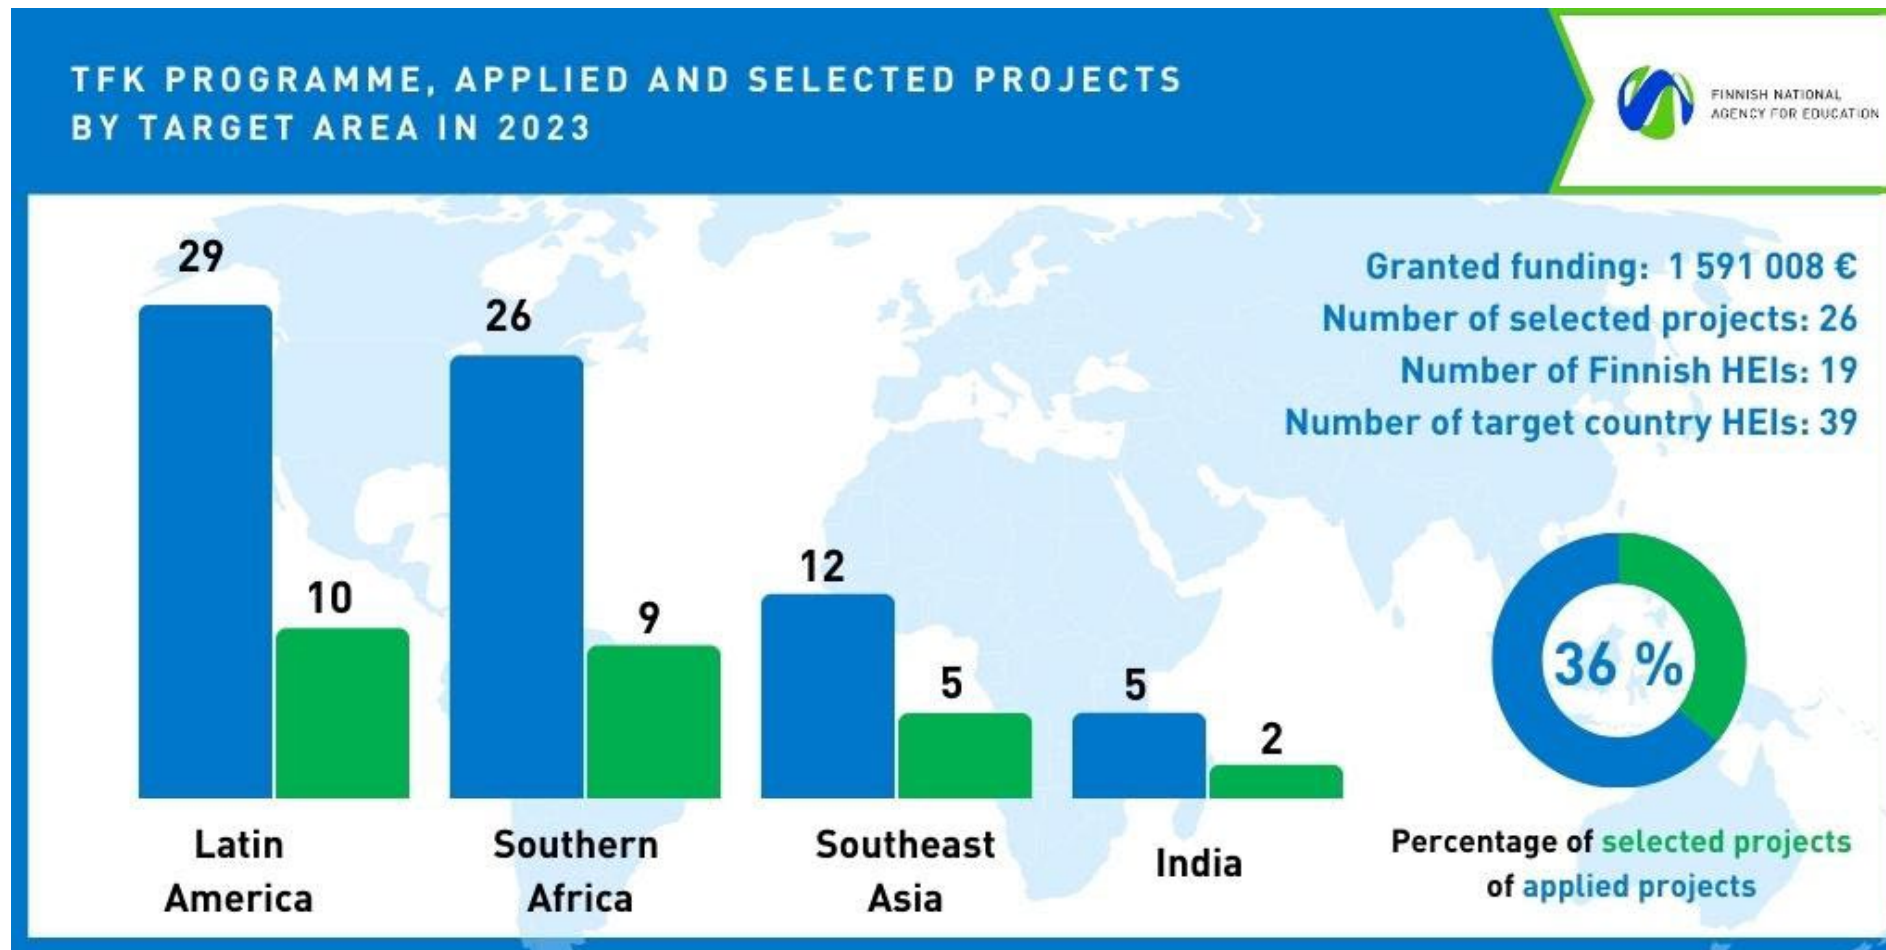 TFK PROGRAMME, APPLIED AND SELECTED PROJECTS
BY TARGET AREA IN 2023
FINNISH NATIONAL
AGENCY FOR EDUCATION
Granted funding: 1 591 008 €
Number of selected projects: 26
Number of Finnish HEIs: 19
Number of target country HEIs: 39
29
10
26
9
12
5
5
2
Latin
America
Southern
Africa
Southeast
Asia
India
36 %
Percentage of selected projects
of applied projects